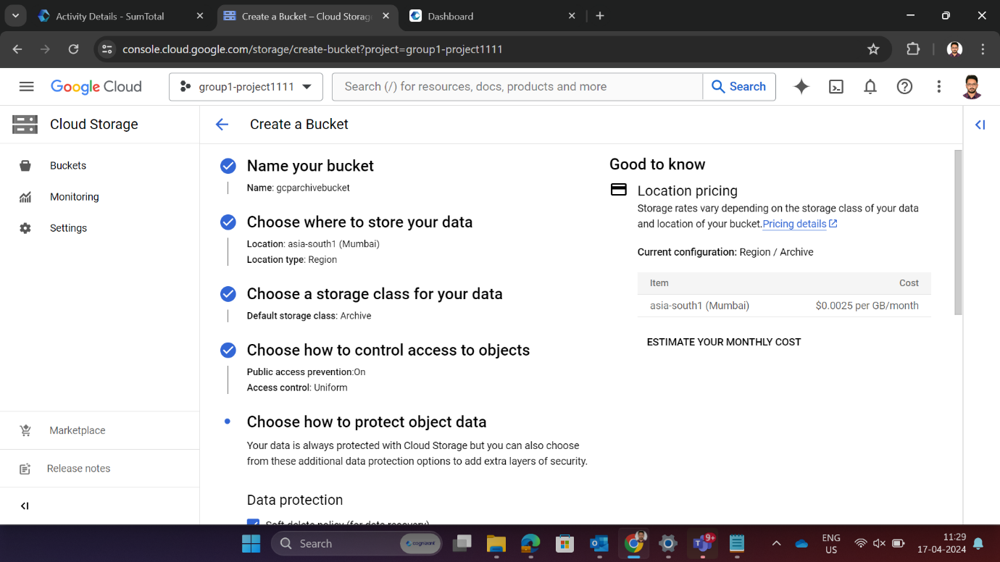 Activity Details - SumTotal
Create a Bucket – Cloud Storag
Dashboard
console.cloud.google.com/storage/create-bucket?project=group1-project1111
Google Cloud
group1-project1111
Search (/) for resources, docs, products and more
Search
Cloud Storage
Create a Bucket
Buckets
Monitoring
Settings
Marketplace
Release notes
Name your bucket
Name: gcparchivebucket
Choose where to store your data
Location: asia-south1 (Mumbai)
Location type: Region
Choose a storage class for your data
Default storage class: Archive
Choose how to control access to objects
Public access prevention:On
Access control: Uniform
Choose how to protect object data
Your data is always protected with Cloud Storage but you can also choose
from these additional data protection options to add extra layers of security.
Data protection
Soft delete policy (for data recovery)
Good to know
Location pricing
Storage rates vary depending on the storage class of your data
and location of your bucket.Pricing details
Current configuration: Region / Archive
Item Cost
asia-south1 (Mumbai) $0.0025 per GB/month
ESTIMATE YOUR MONTHLY COST
Search
cognizant
9+
ENG
US
11:29
17-04-2024